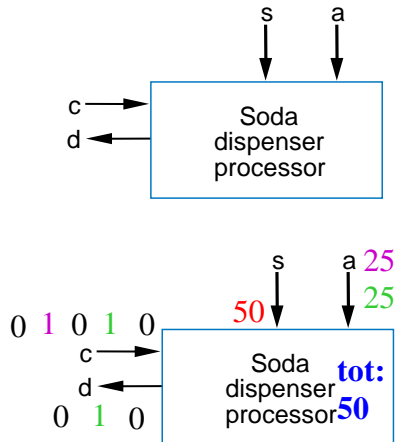 s a
c
d
Soda
dispenser
processor
s a 25
50 25
0 1 0 1 0
c
d
0 1 0
Soda
dispenser
processor
tot:
50